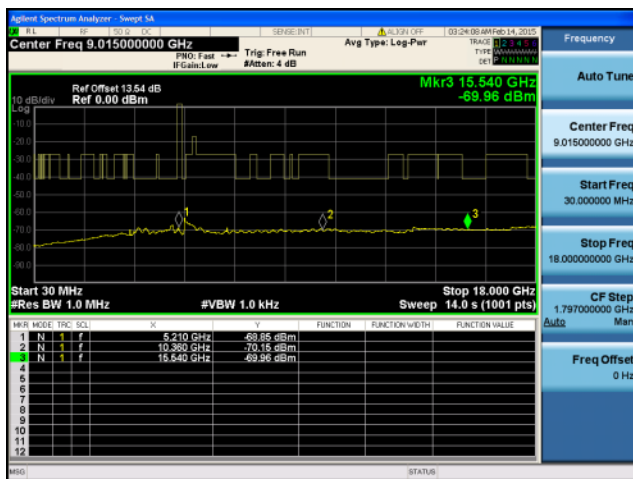 Agilent Spectrum Analyzer - Swept SA
RL RF 50 Ω DC SENSE:INT ALIGN OFF 03:24:08 AM Feb 14, 2015
Center Freq 9.015000000 GHz
PNO: Fast
IFGain:Low
Trig: Free Run
#Atten: 4 dB
Avg Type: Log-Pwr
TRACE 1 2 3 4 5 6
TYPE
DET P N N N N N
Ref Offset 13.54 dB
Ref 0.00 dBm
10 dB/div
Log
Mkr3 15.540 GHz
-69.96 dBm
-10.0
-20.0
-30.0
-40.0
-50.0
-60.0
-70.0
-80.0
-90.0
1
2
3
Start 30 MHz
#Res BW 1.0 MHz
#VBW 1.0 kHz
Stop 18.000 GHz
Sweep 14.0 s (1001 pts)
MKR MODE TRC SCL X Y FUNCTION FUNCTION WIDTH FUNCTION VALUE
1 N 1 f 5.210 GHz -68.85 dBm
2 N 1 f 10.360 GHz -70.15 dBm
3 N 1 f 15.540 GHz -69.96 dBm
4
5
6
7
8
9
10
11
12
MSG STATUS
Frequency
Auto Tune
Center Freq
9.015000000 GHz
Start Freq
30.000000 MHz
Stop Freq
18.000000000 GHz
CF Step
1.797000000 GHz
Auto Man
Freq Offset
0 Hz